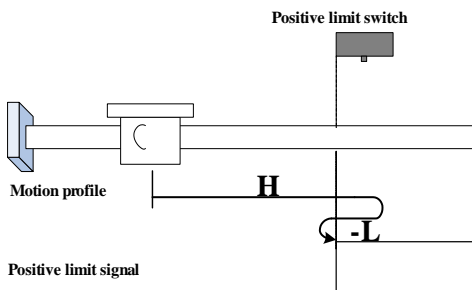 Positive limit switch
H
Motion profile
-L
Positive limit signal